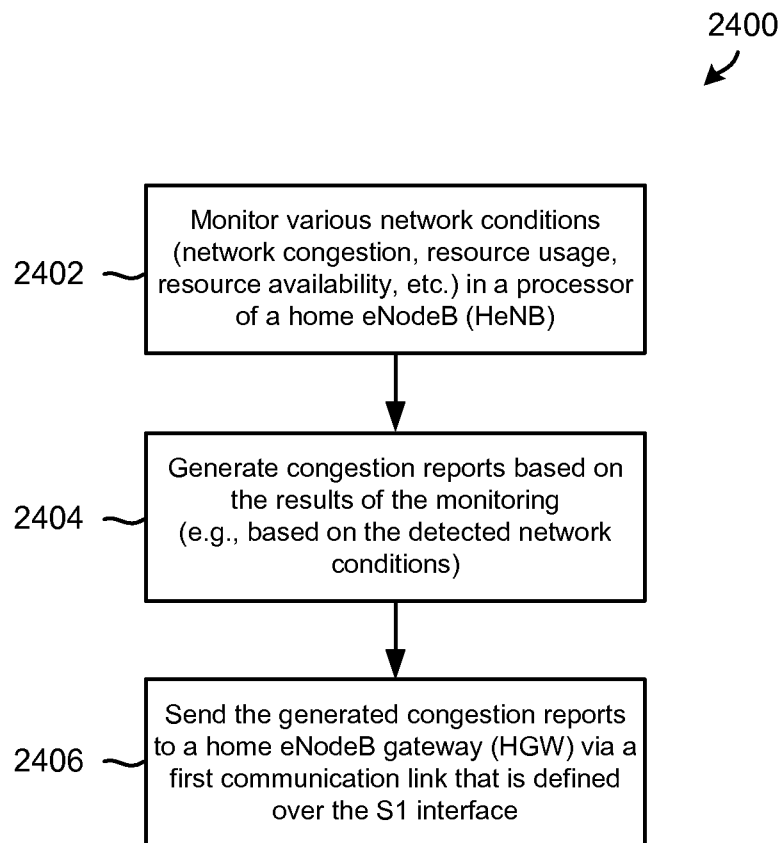 2400
2402
Monitor various network conditions
(network congestion, resource usage,
resource availability, etc.) in a processor
of a home eNodeB (HeNB)
2404
Generate congestion reports based on
the results of the monitoring
(e.g., based on the detected network
conditions)
2406
Send the generated congestion reports
to a home eNodeB gateway (HGW) via a
first communication link that is defined
over the S1 interface